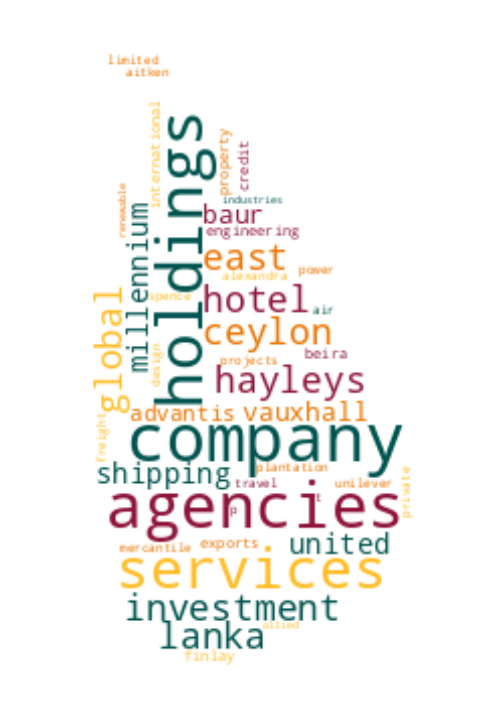 limited
aitken
international
holdings
property
credit
renewable
industries
millennium
baur
engineering
east
power
alexandra
global
spence
hotel
air
ceylon
design
beira
projects
hayleys
advantis
vauxhall
freight
company
shipping
plantation
travel
unilever
private
agencies
t
p
united
mercantile
exports
services
investment
lanka
allied
finlay